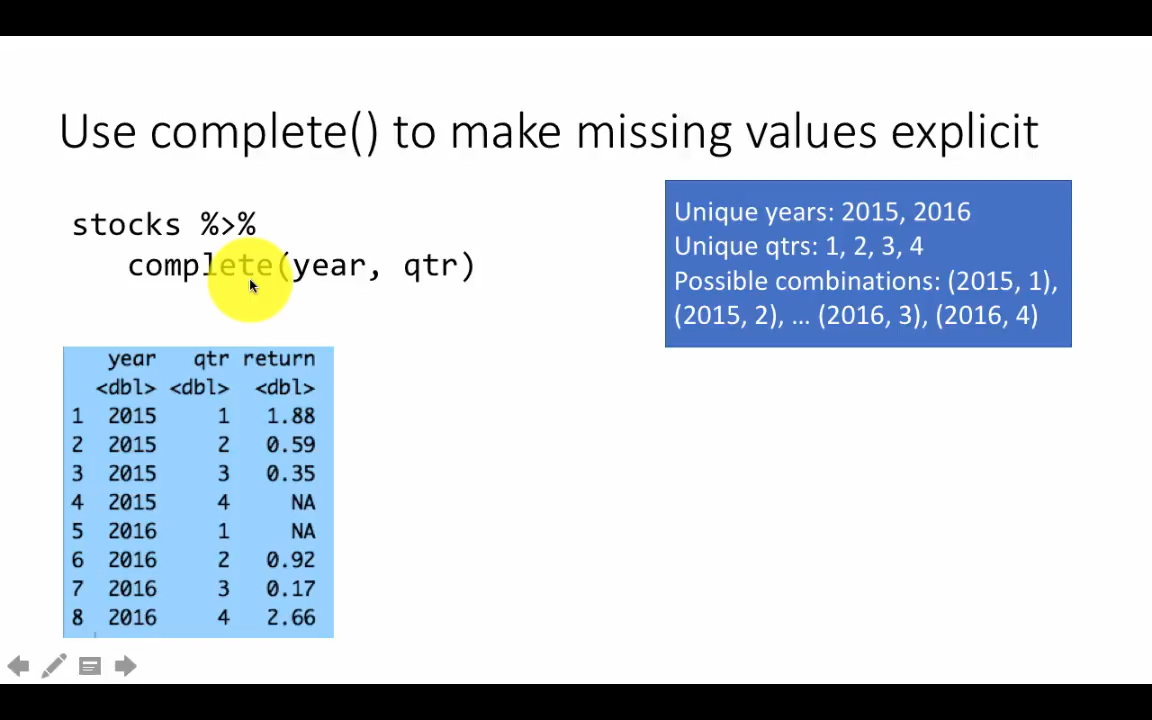 Use complete() to make missing values explicit
stocks %>%
complete(year, qtr)
Unique years: 2015, 2016
Unique qtrs: 1, 2, 3, 4
Possible combinations: (2015, 1),
(2015, 2), … (2016, 3), (2016, 4)
year qtr return
<dbl> <dbl> <dbl>
1 2015 1 1.88
2 2015 2 0.59
3 2015 3 0.35
4 2015 4 NA
5 2016 1 NA
6 2016 2 0.92
7 2016 3 0.17
8 2016 4 2.66